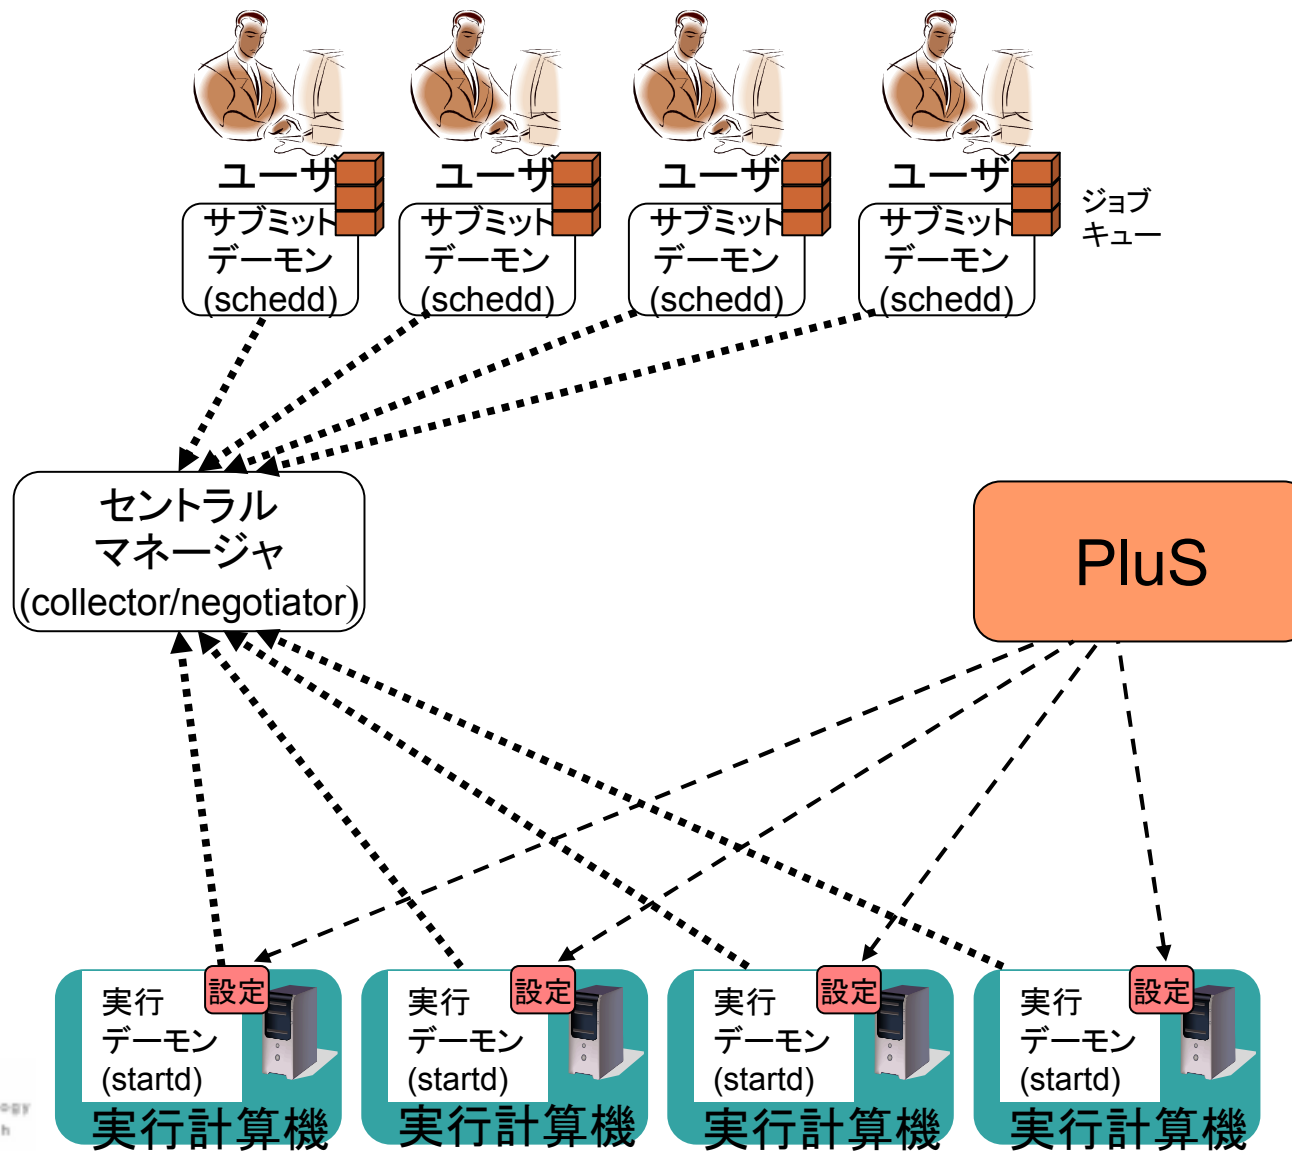 ユーザ
ユーザ
ユーザ
ユーザ
ジョブ
キュー
サブミット
デーモン
(schedd)
サブミット
デーモン
(schedd)
サブミット
デーモン
(schedd)
サブミット
デーモン
(schedd)
セントラル
マネージャ
(collector/negotiator)
PluS
設定
実行
デーモン
(startd)
実行計算機
設定
実行
デーモン
(startd)
実行計算機
設定
実行
デーモン
(startd)
実行計算機
設定
実行
デーモン
(startd)
実行計算機